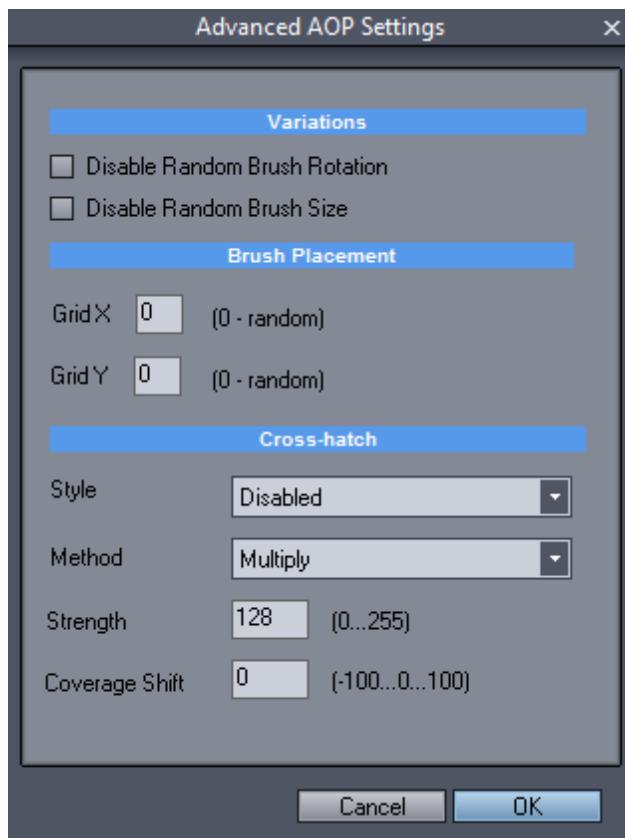 Advanced AOP Settings
Variations
Disable Random Brush Rotation
Disable Random Brush Size
Brush Placement
Grid X 0 (0 - random)
Grid Y 0 (0 - random)
Cross-hatch
Style Disabled
Method Multiply
Strength 128 (0...255)
Coverage Shift 0 (-100...0...100)
Cancel OK